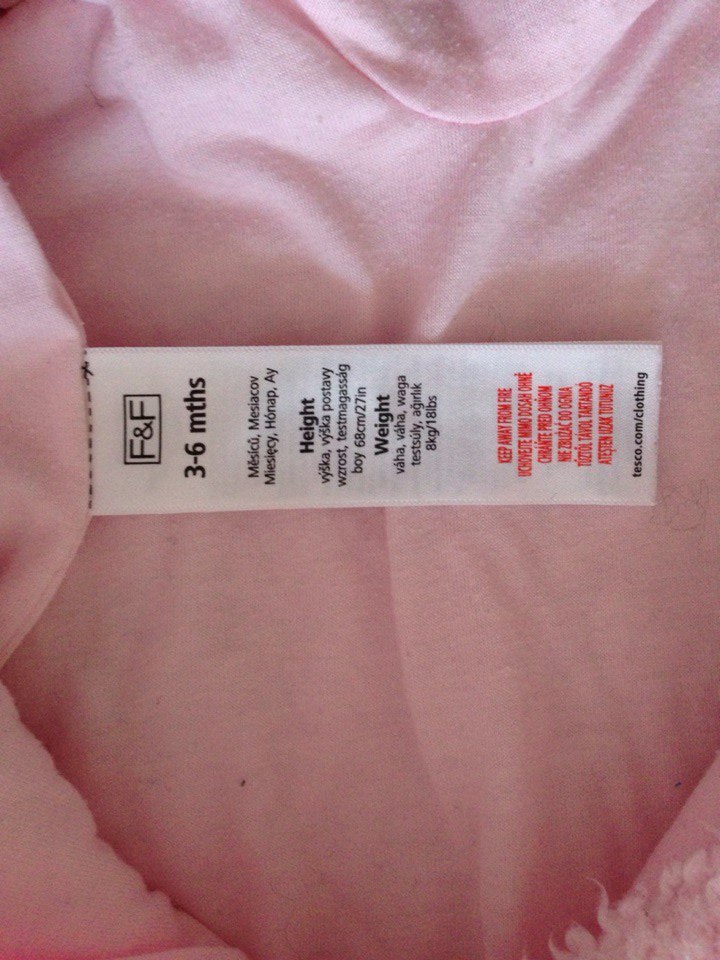 F&F
3-6 mths
Měsíců, Mesiacov
Miesięcy, Hónap, Ay
Height
výška, výška postavy
wzrost, testmagasság
boy 68cm/27in
Weight
váha, váha, waga
testsúly, ağırlik
8kg/18lbs
KEEP AWAY FROM FIRE
UCHOVEJTE MIMO DOSAH OHNĚ
CHRÁŇTE PRED OHŇOM
NIE ZBLIŻAĆ DO OGNIA
TŰZTŐL TÁVOL TARTANDÓ
ATEŞTEN UZAK TUTUNUZ
tesco.com/clothing